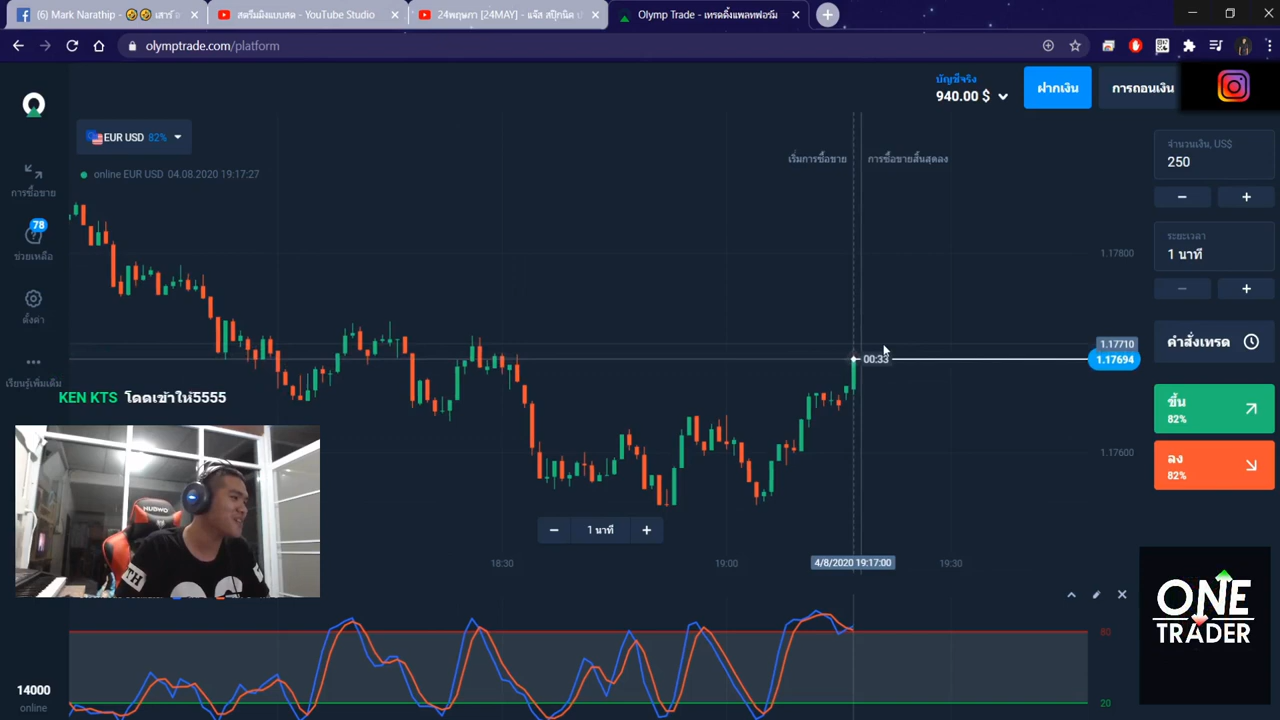 (6) Mark Narathip - 🤣🤣 เสาร์ อ
สตรีมมิงแบบสด - YouTube Studio
24พฤษภา [24MAY] - แจ๊ส สปุ๊กนิค ป
Olymp Trade - เทรดดิ้งแพลทฟอร์ม
olymptrade.com/platform
บัญชีจริง
940.00 $
ฝากเงิน
การถอนเงิน
EUR USD 82%
online EUR USD 04.08.2020 19:17:27
เริ่มการซื้อขาย
การซื้อขายสิ้นสุดลง
จำนวนเงิน, US$
250
การซื้อขาย
78
ช่วยเหลือ
ระยะเวลา
1 นาที
1.17800
ตั้งค่า
คำสั่งเทรด
1.17710
00:33
1.17694
เรียนรู้เพิ่มเติม
KEN KTS โดดเข้าให้5555
ขึ้น
82%
1.17600
ลง
82%
1 นาที
18:30
19:00
4/8/2020 19:17:00
19:30
NUBWO
TH
ONE
TRADER
80
20
14000
online